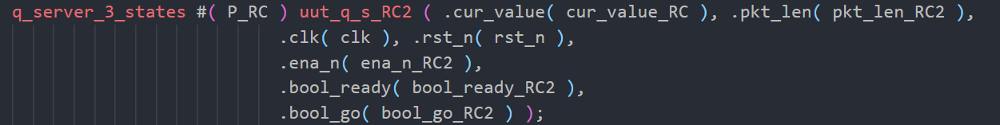 q_server_3_states #( P_RC ) uut_q_s_RC2 ( .cur_value( cur_value_RC ), .pkt_len( pkt_len_RC2 ),
.clk( clk ), .rst_n( rst_n ),
.ena_n( ena_n_RC2 ),
.bool_ready( bool_ready_RC2 ),
.bool_go( bool_go_RC2 ) );